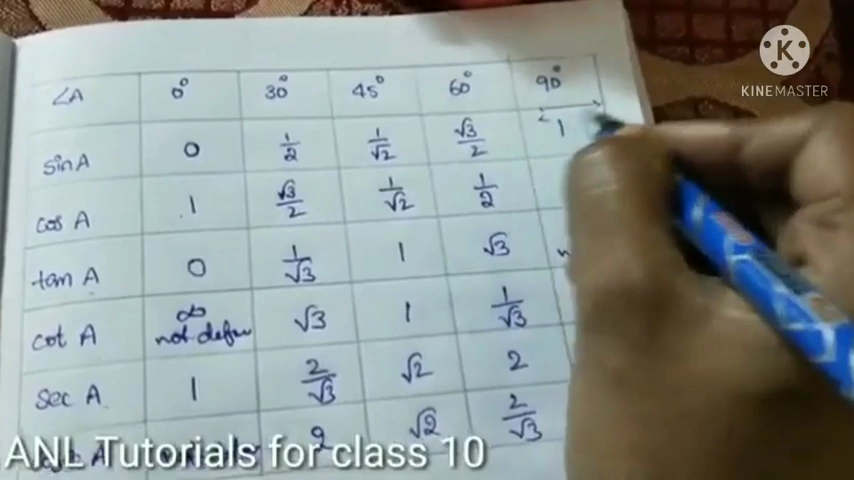 KINEMASTER
∠A 0° 30° 45° 60° 90°
sin A 0 1/2 1/√2 √3/2 1
cos A 1 √3/2 1/√2 1/2
tan A 0 1/√3 1 √3
cot A ∞ not √3 1 1/√3
sec A 1 2/√3 √2 2
A 2 √2 2/√3
ANL Tutorials for class 10